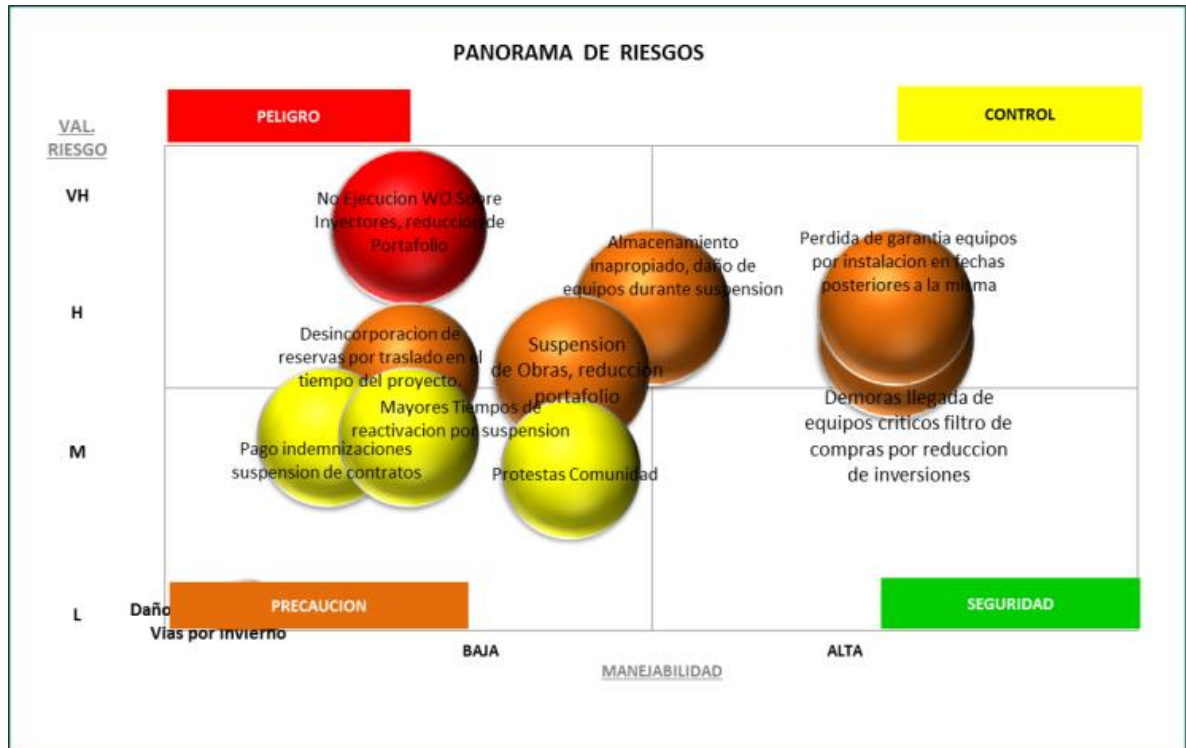 PANORAMA DE RIESGOS
PELIGRO
CONTROL
VAL.
RIESGO
VH
H
M
L
No Ejecucion WO Sobre
Inyectores, reduccion de
Portafolio
Almacenamiento
inapropiado, daño de
equipos durante suspension
Perdida de garantia equipos
por instalacion en fechas
posteriores a la misma
Desincorporacion de
reservas por traslado en el
tiempo del proyecto.
Suspension
de Obras, reduccion
portafolio
Mayores Tiempos de
reactivacion por suspension
Demoras llegada de
equipos criticos filtro de
compras por reduccion
de inversiones
Pago indemnizaciones
suspension de contratos
Protestas Comunidad
Daño
Vias por Invierno
PRECAUCION
SEGURIDAD
BAJA
ALTA
MANEJABILIDAD